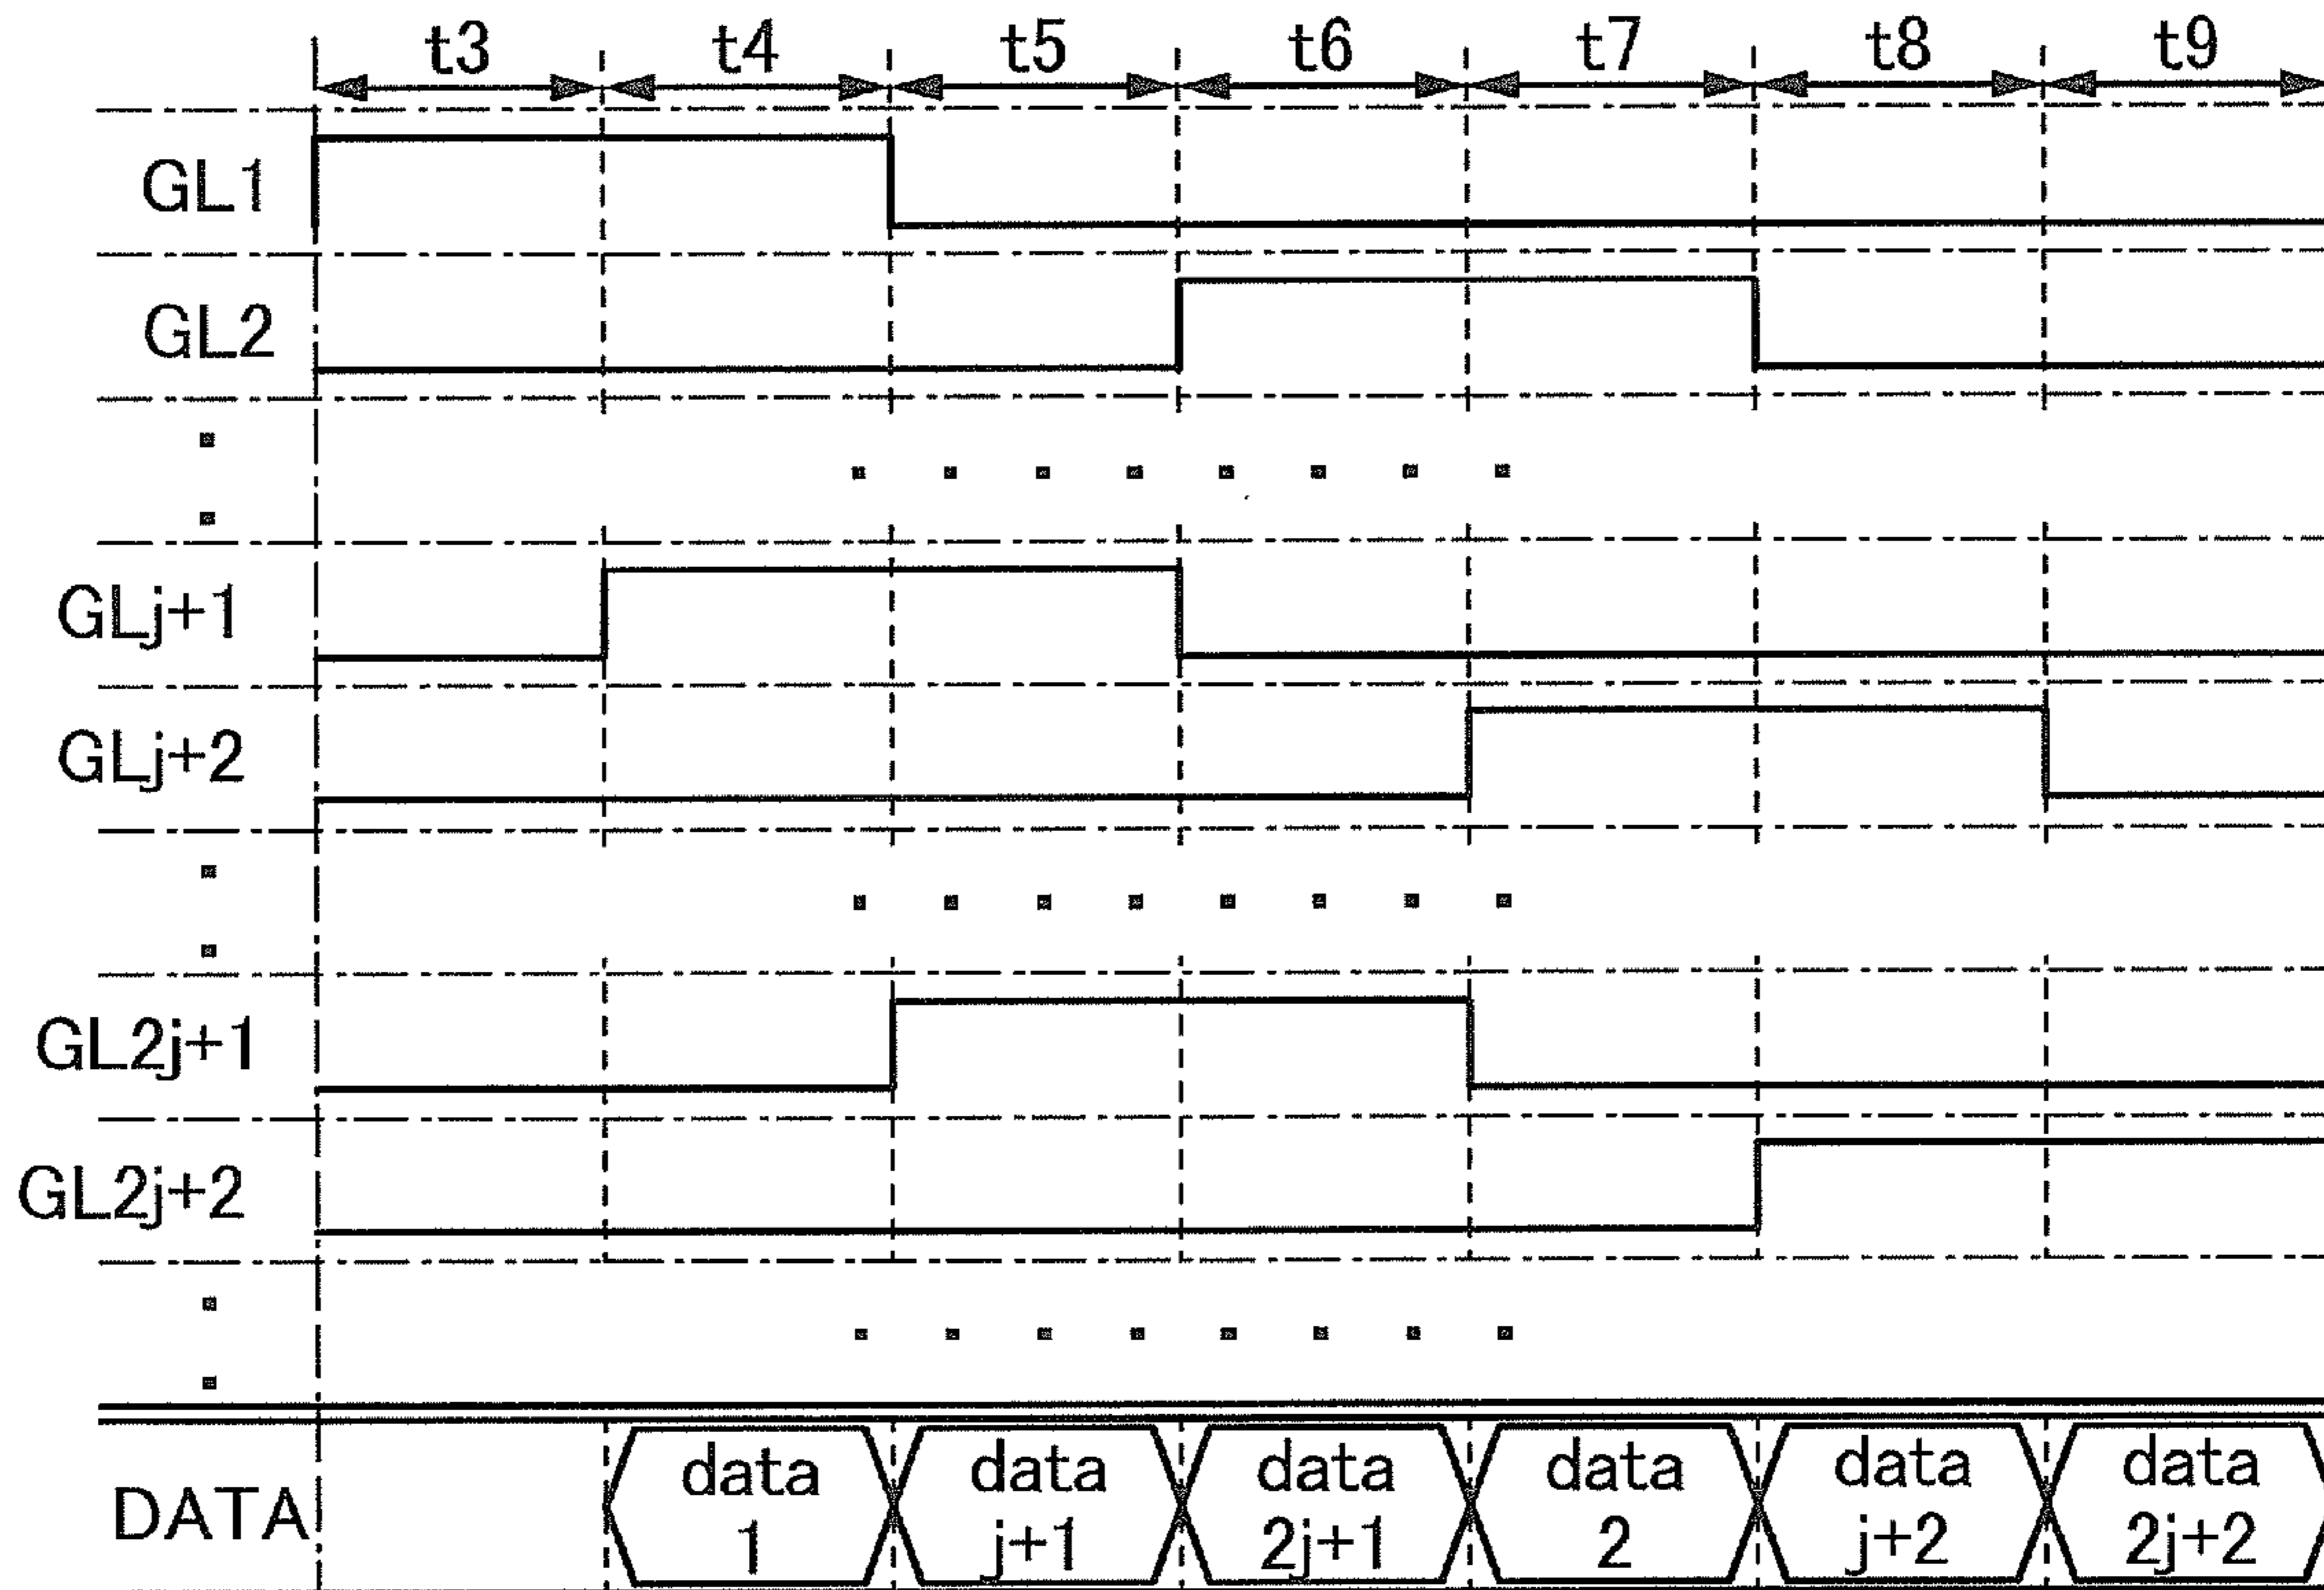 t3 t4 t5 t6 t7 t8 t9
GL1
GL2
GLj+1
GLj+2
GL2j+1
GL2j+2
DATA
data data data data data data
1 j+1 2j+1 2 j+2 2j+2